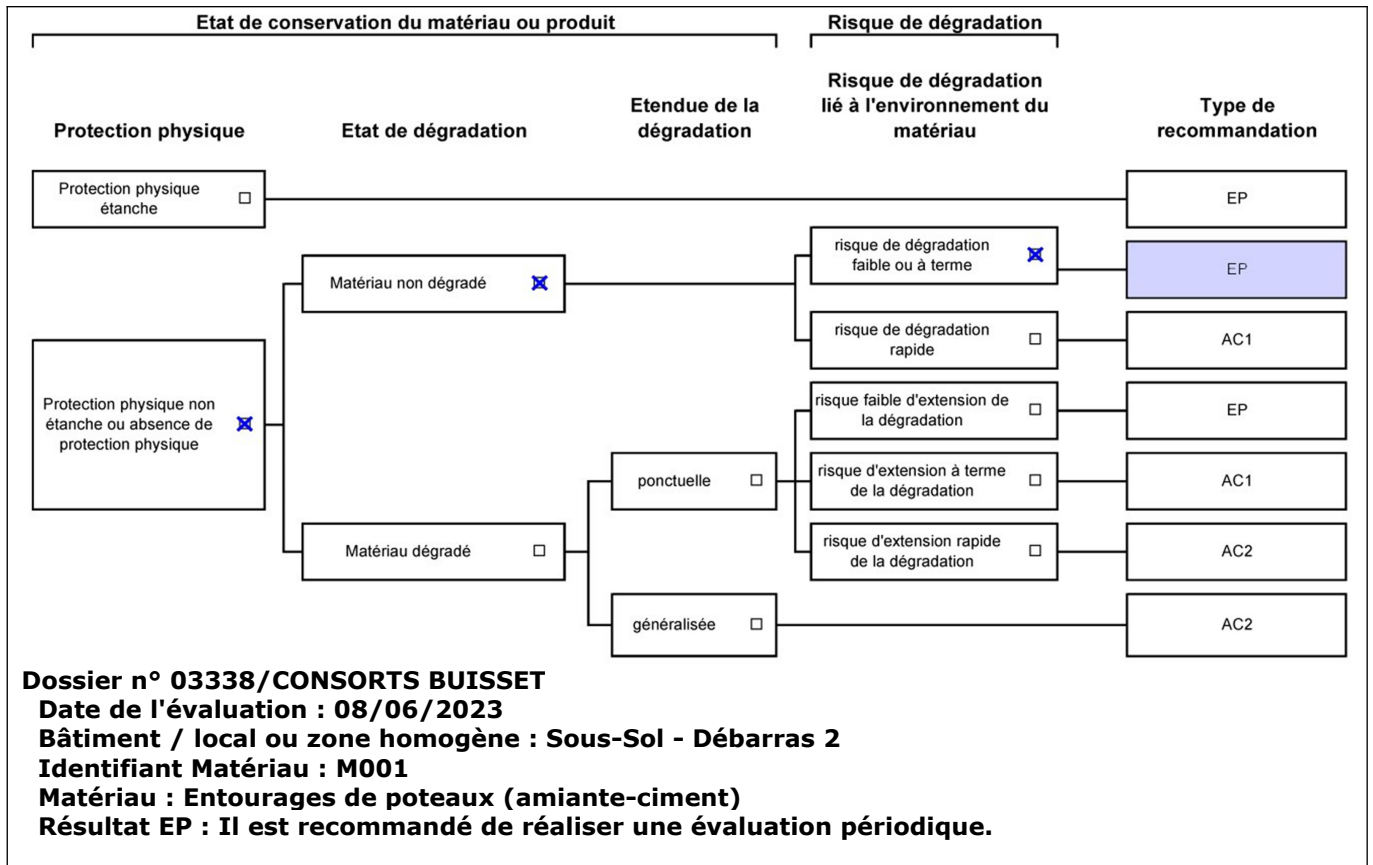 Etat de conservation du matériau ou produit
Risque de dégradation
Protection physique
Etat de dégradation
Etendue de la
dégradation
Risque de dégradation
lié à l'environnement du
matériau
Type de
recommandation
Protection physique
étanche
EP
risque de dégradation
faible ou à terme
EP
Matériau non dégradé
risque de dégradation
rapide
AC1
Protection physique non
étanche ou absence de
protection physique
risque faible d'extension de
la dégradation
EP
ponctuelle
risque d'extension à terme
de la dégradation
AC1
Matériau dégradé
risque d'extension rapide
de la dégradation
AC2
généralisée
AC2
Dossier n° 03338/CONSORTS BUISSET
Date de l'évaluation : 08/06/2023
Bâtiment / local ou zone homogène : Sous-Sol - Débarras 2
Identifiant Matériau : M001
Matériau : Entourages de poteaux (amiante-ciment)
Résultat EP : Il est recommandé de réaliser une évaluation périodique.